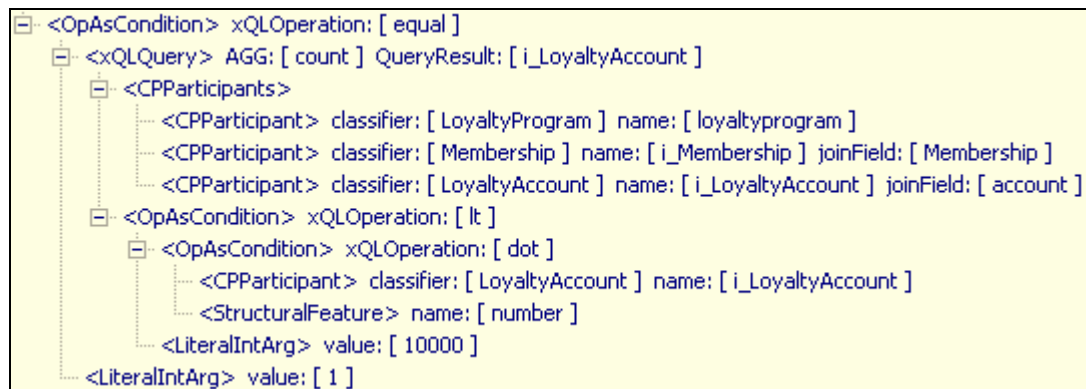 <OpAsCondition> xQLOperation: [ equal ]
<xQLQuery> AGG: [ count ] QueryResult: [ i_LoyaltyAccount ]
<CPParticipants>
<CPParticipant> classifier: [ LoyaltyProgram ] name: [ loyaltyprogram ]
<CPParticipant> classifier: [ Membership ] name: [ i_Membership ] joinField: [ Membership ]
<CPParticipant> classifier: [ LoyaltyAccount ] name: [ i_LoyaltyAccount ] joinField: [ account ]
<OpAsCondition> xQLOperation: [ lt ]
<OpAsCondition> xQLOperation: [ dot ]
<CPParticipant> classifier: [ LoyaltyAccount ] name: [ i_LoyaltyAccount ]
<StructuralFeature> name: [ number ]
<LiteralIntArg> value: [ 10000 ]
<LiteralIntArg> value: [ 1 ]